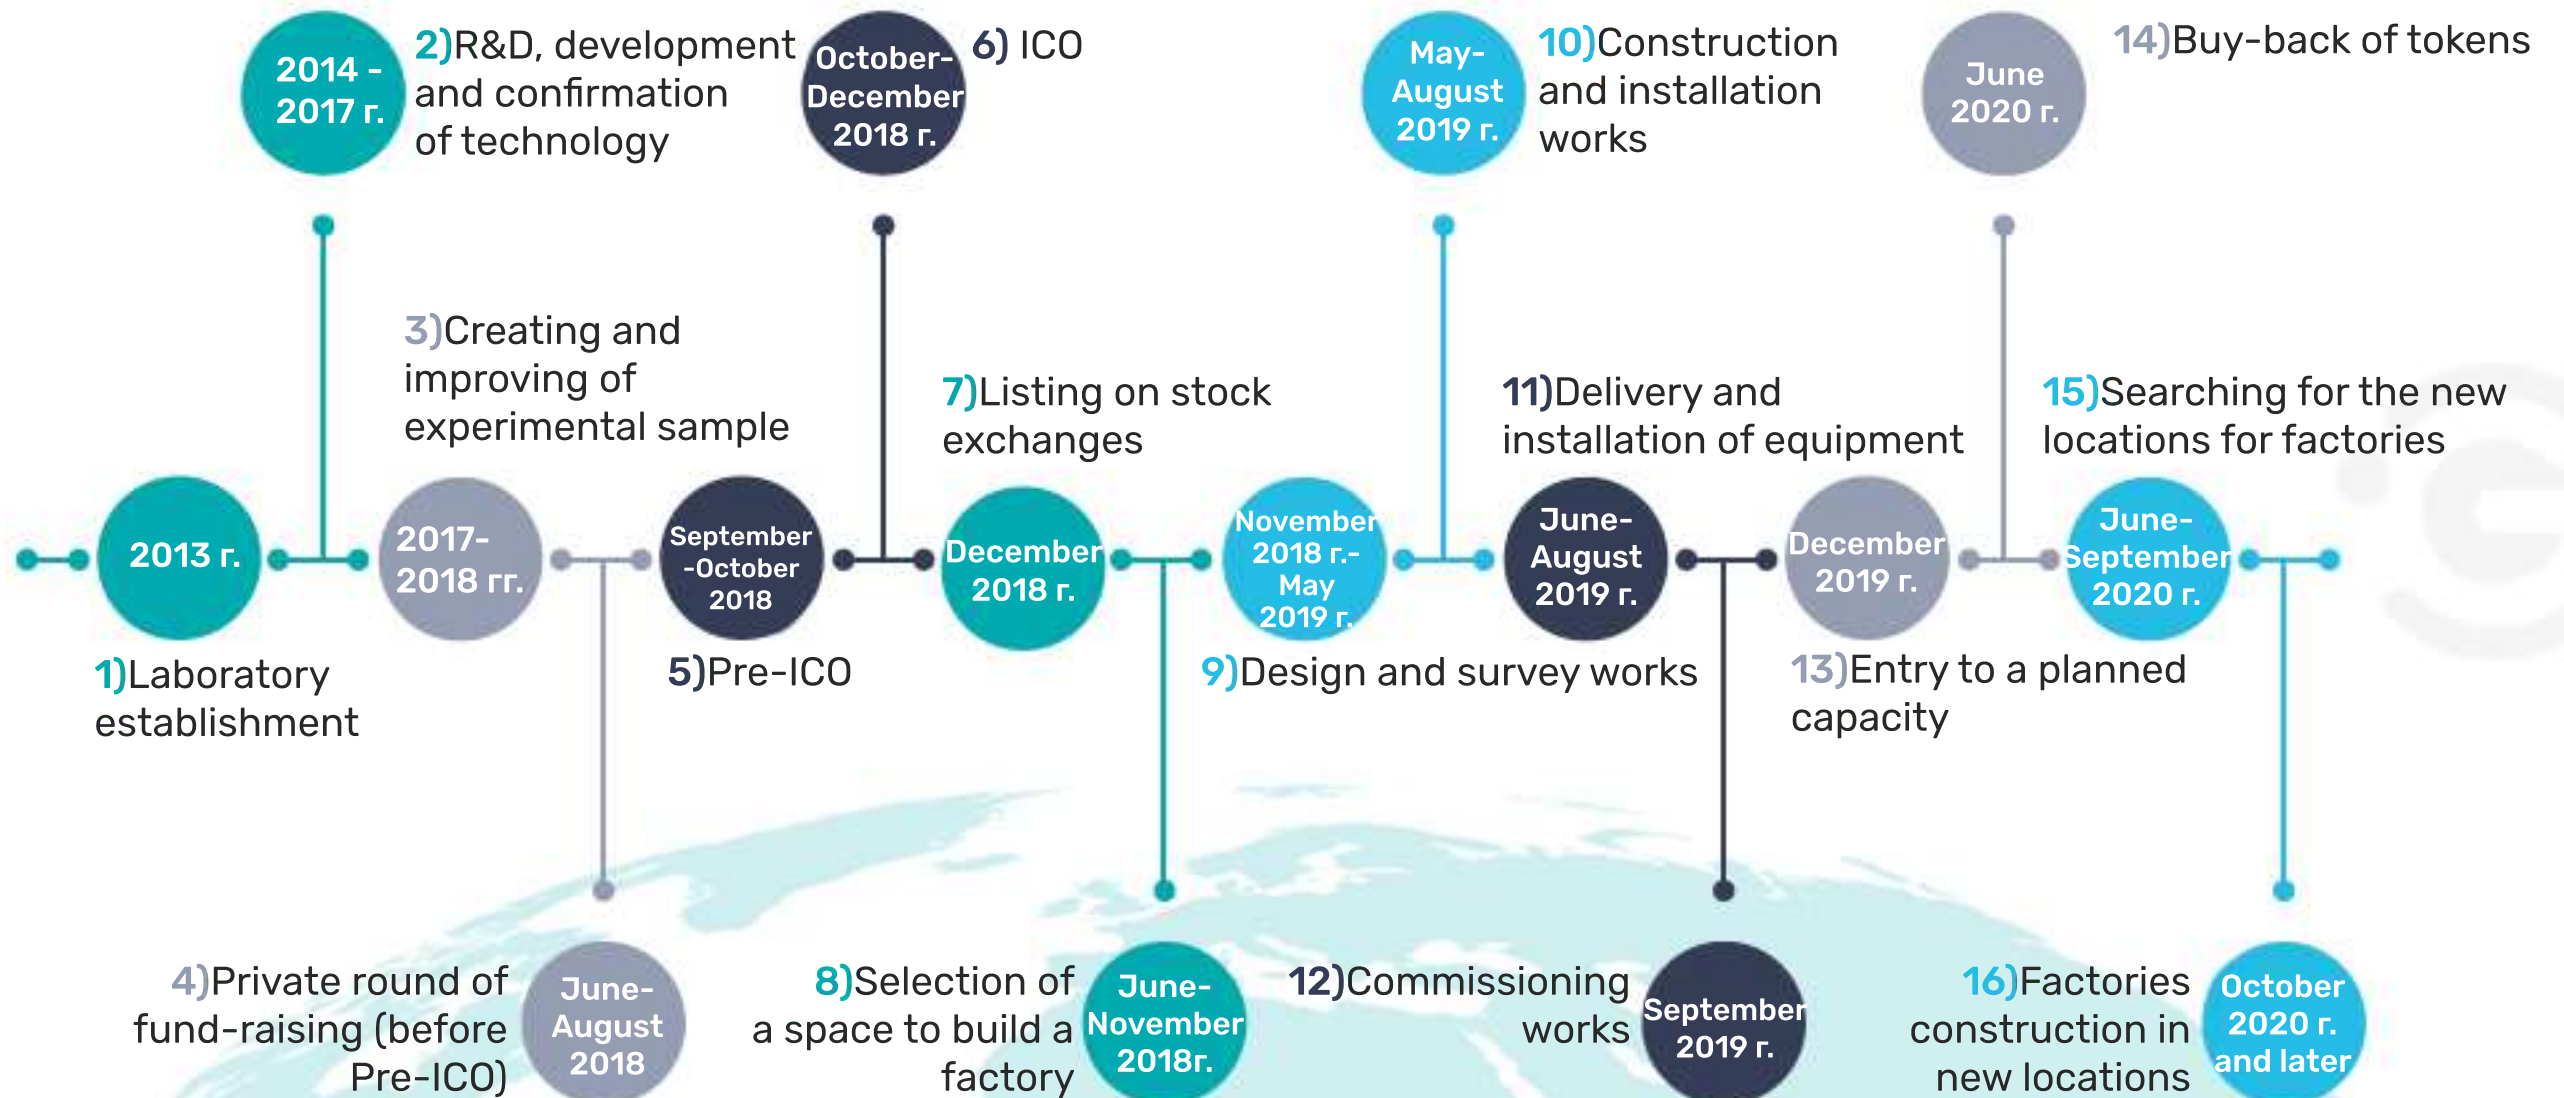 2013 г.
1)Laboratory
establishment
2014 -
2017 г.
2)R&D, development
and confirmation
of technology
2017-
2018 гг.
3)Creating and
improving of
experimental sample
June-
August
2018
4)Private round of
fund-raising (before
Pre-ICO)
September
-October
2018
5)Pre-ICO
October-
December
2018 г.
6) ICO
December
2018 г.
7)Listing on stock
exchanges
June-
November
2018г.
8)Selection of
a space to build a
factory
November
2018 г.-
May
2019 г.
9)Design and survey works
May-
August
2019 г.
10)Construction
and installation
works
June-
August
2019 г.
11)Delivery and
installation of equipment
September
2019 г.
12)Commissioning
works
December
2019 г.
13)Entry to a planned
capacity
June
2020 г.
14)Buy-back of tokens
June-
September
2020 г.
15)Searching for the new
locations for factories
October
2020 г.
and later
16)Factories
construction in
new locations